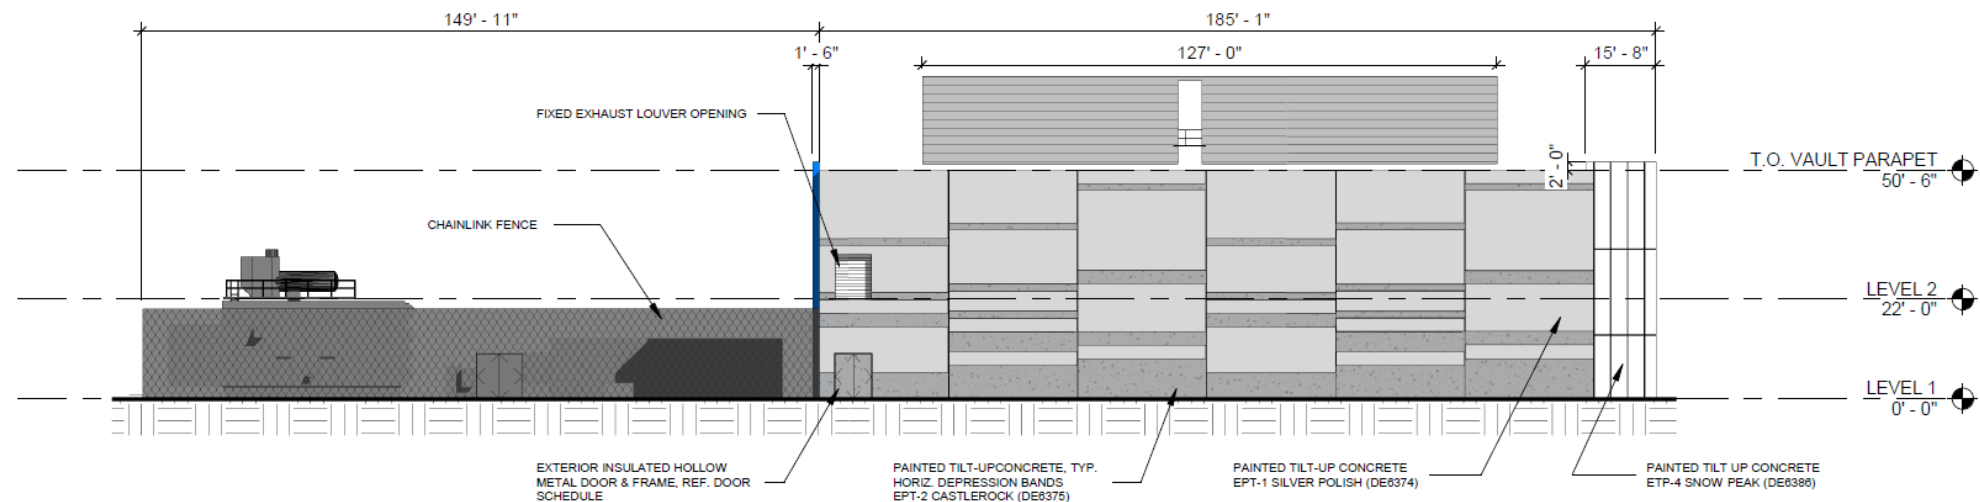 149' - 11"
185' - 1"
1' - 6"
127' - 0"
15' - 8"
FIXED EXHAUST LOUVER OPENING
T.O. VAULT PARAPET
50' - 6"
2' - 0"
CHAINLINK FENCE
LEVEL 2
22' - 0"
LEVEL 1
0' - 0"
EXTERIOR INSULATED HOLLOW
METAL DOOR & FRAME, REF. DOOR
SCHEDULE
PAINTED TILT-UPCONCRETE, TYP.
HORIZ. DEPRESSION BANDS
EPT-2 CASTLEROCK (DE6375)
PAINTED TILT-UP CONCRETE
EPT-1 SILVER POLISH (DE6374)
PAINTED TILT UP CONCRETE
ETP-4 SNOW PEAK (DE6386)